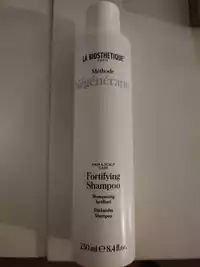 LA BIOSTHETIQUE
PARIS
Méthode
Régénérante
HAIR & SCALP
CARE
Fortifying
Shampoo
Shampooing
fortifiant
Stärkendes
Shampoo
250 ml e 8.4 fl.oz.